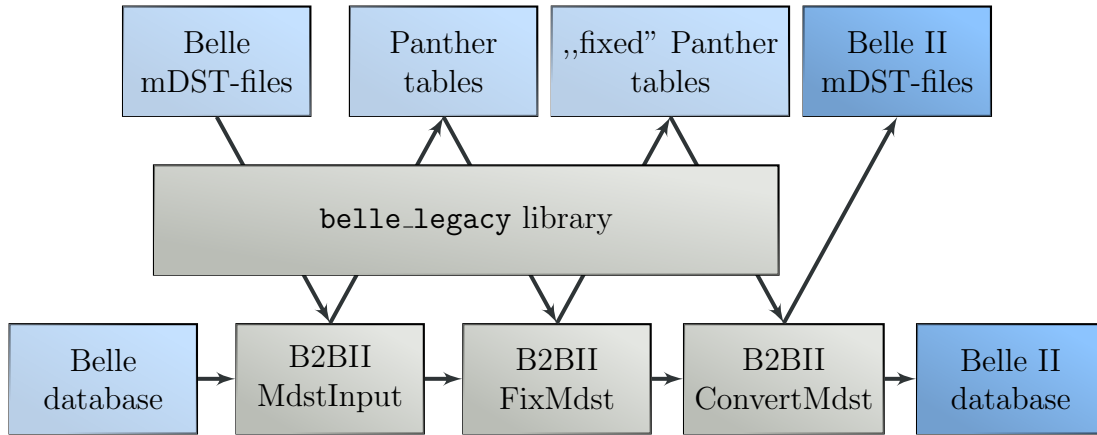 Belle
mDST-files
Panther
tables
,,fixed” Panther
tables
Belle II
mDST-files
belle_legacy library
Belle
database
B2BII
MdstInput
B2BII
FixMdst
B2BII
ConvertMdst
Belle II
database